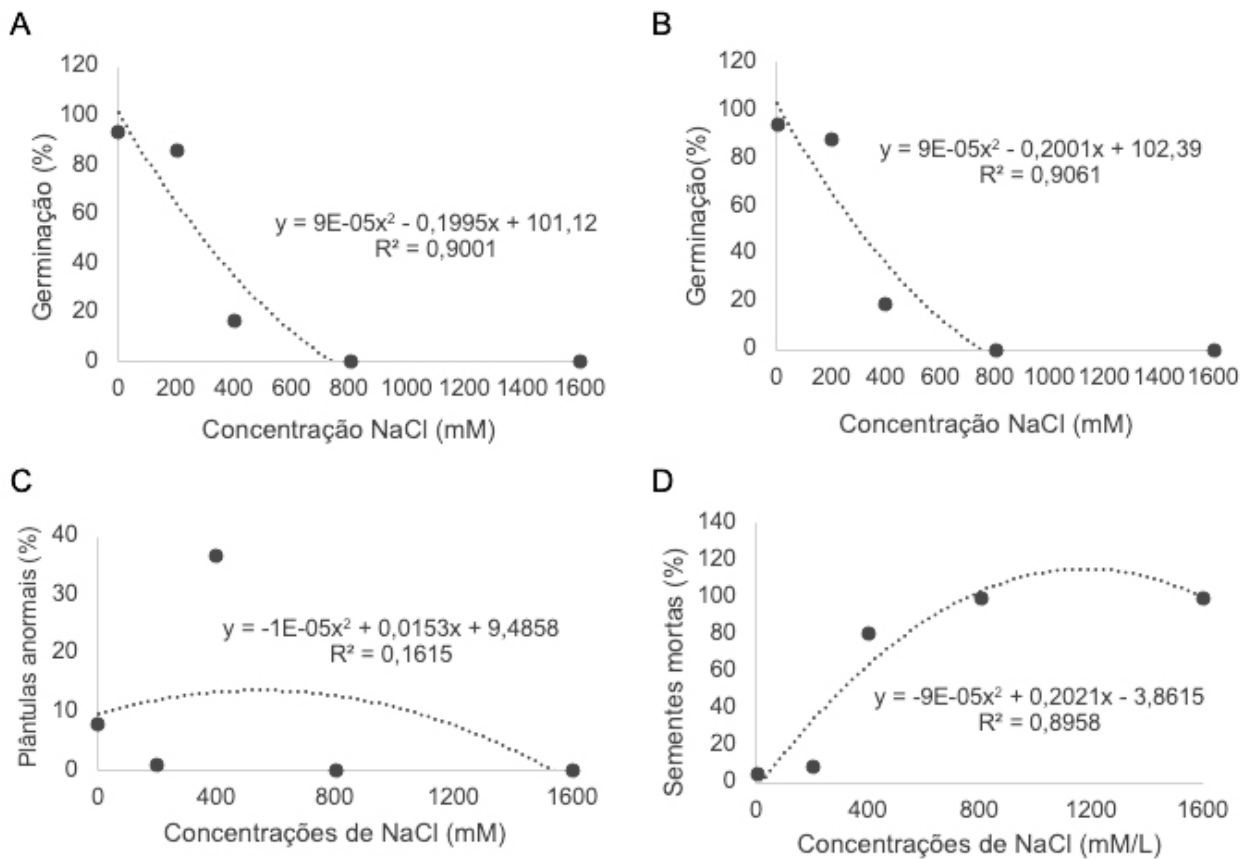 A
120
100
80
60
40
20
0
Germinação (%)
y = 9E-05x² - 0,1995x + 101,12
R² = 0,9001
0 200 400 600 800 1000 1200 1400 1600
Concentração NaCl (mM)
B
120
100
80
60
40
20
0
Germinação(%)
y = 9E-05x² - 0,2001x + 102,39
R² = 0,9061
0 200 400 600 800 1000 1200 1400 1600
Concentração NaCl (mM)
C
40
30
20
10
0
Plântulas anormais (%)
y = -1E-05x² + 0,0153x + 9,4858
R² = 0,1615
0 400 800 1200 1600
Concentrações de NaCl (mM)
D
140
120
100
80
60
40
20
0
Sementes mortas (%)
y = -9E-05x² + 0,2021x - 3,8615
R² = 0,8958
0 400 800 1200 1600
Concentrações de NaCl (mM/L)